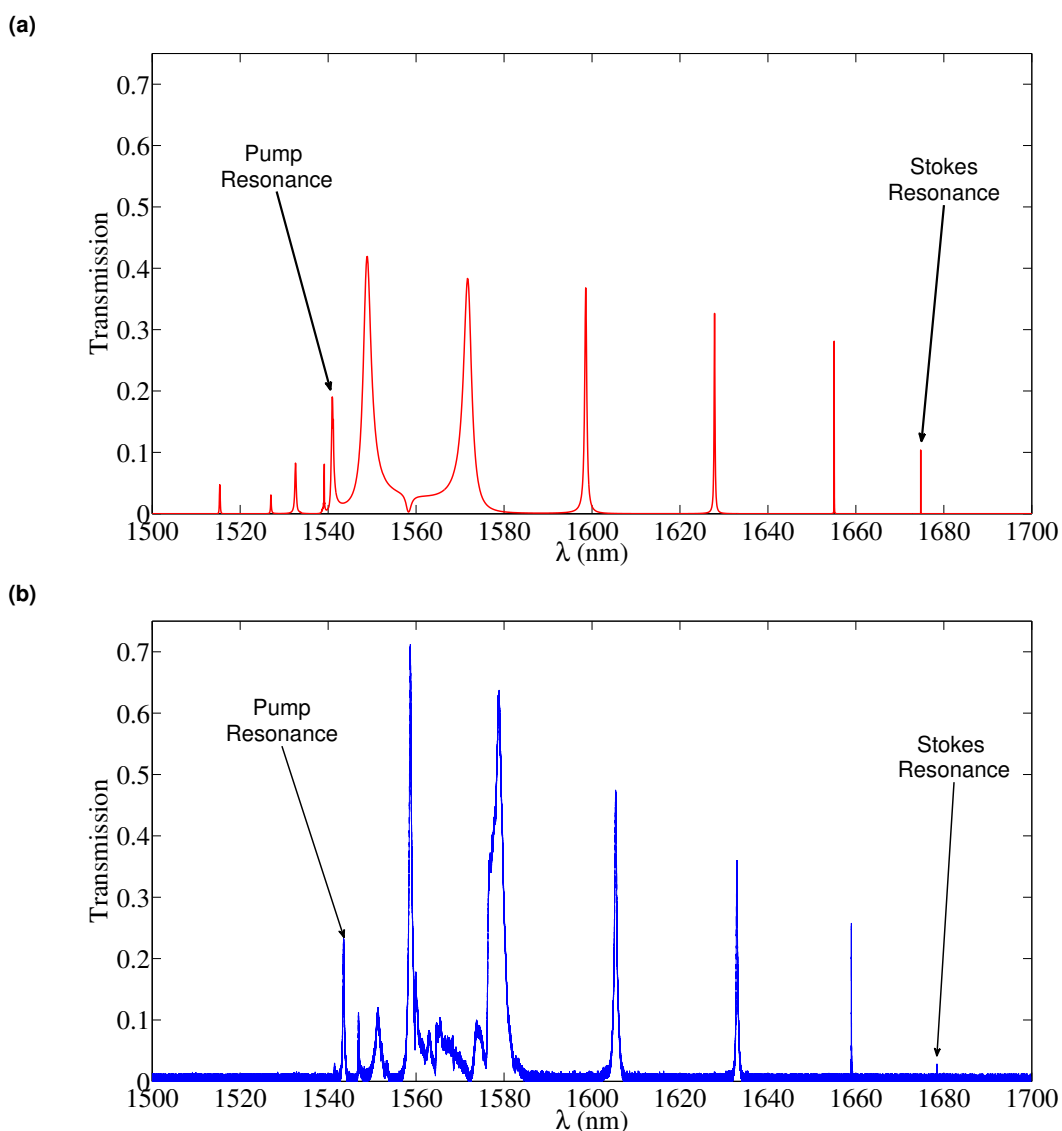 (a)
0.7
0.6
0.5
0.4
0.3
0.2
0.1
0
Transmission
Pump
Resonance
Stokes
Resonance
1500 1520 1540 1560 1580 1600 1620 1640 1660 1680 1700
λ (nm)
(b)
0.7
0.6
0.5
0.4
0.3
0.2
0.1
0
Transmission
Pump
Resonance
Stokes
Resonance
1500 1520 1540 1560 1580 1600 1620 1640 1660 1680 1700
λ (nm)